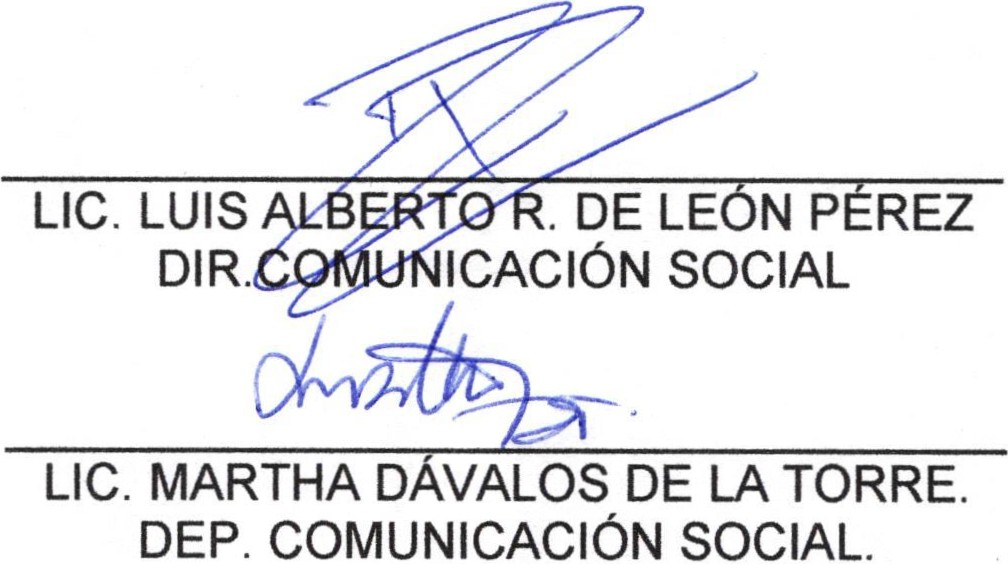 LIC. LUIS ALBERTO R. DE LEÓN PÉREZ
DIR.COMUNICACIÓN SOCIAL
LIC. MARTHA DÁVALOS DE LA TORRE.
DEP. COMUNICACIÓN SOCIAL.